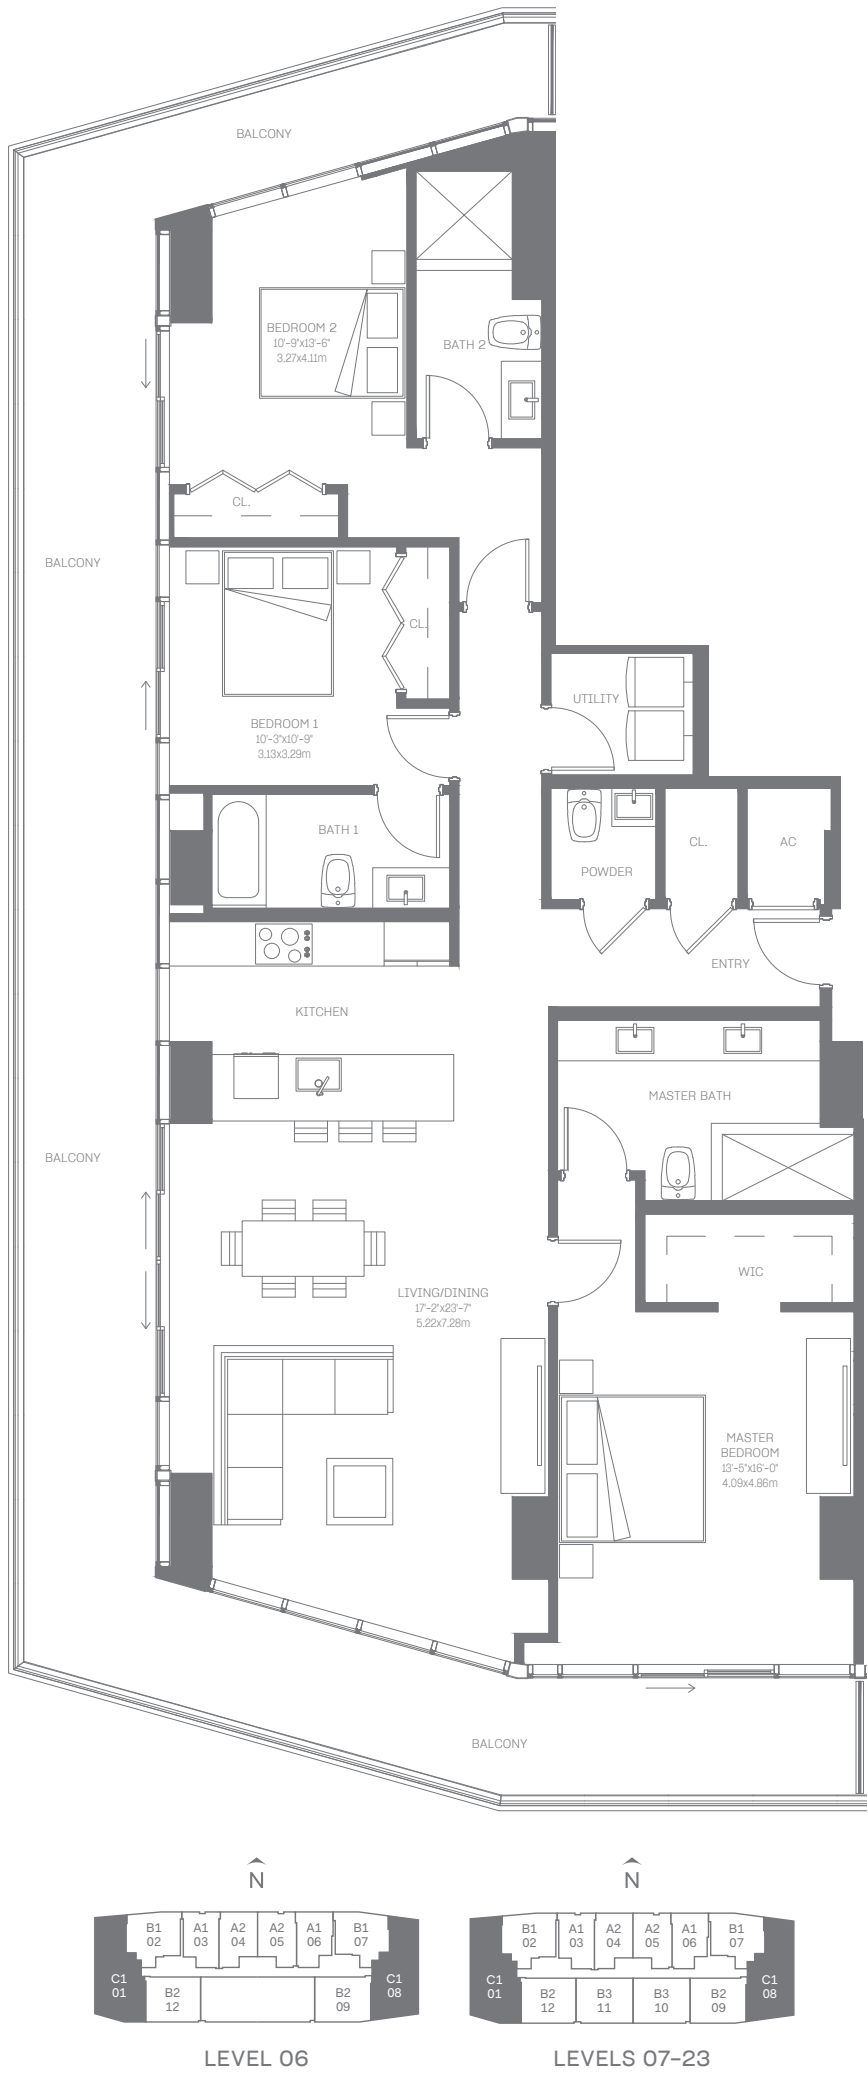 BALCONY
BEDROOM 2
10'-9"x13'-6"
3.27x4.11m
BATH 2
CL.
BALCONY
CL.
BEDROOM 1
10'-3"x10'-9"
3.13x3.29m
UTILITY
BATH 1
POWDER
CL.
AC
ENTRY
KITCHEN
MASTER BATH
BALCONY
WIC
LIVING/DINING
17'-2"x23'-7"
5.22x7.28m
MASTER
BEDROOM
13'-5"x16'-0"
4.09x4.86m
BALCONY
N
C1
01
B1
02
A1
03
A2
04
A2
05
A1
06
B1
07
C1
08
B2
12
B2
09
LEVEL 06
N
C1
01
B1
02
A1
03
A2
04
A2
05
A1
06
B1
07
C1
08
B2
12
B3
11
B3
10
B2
09
LEVELS 07-23